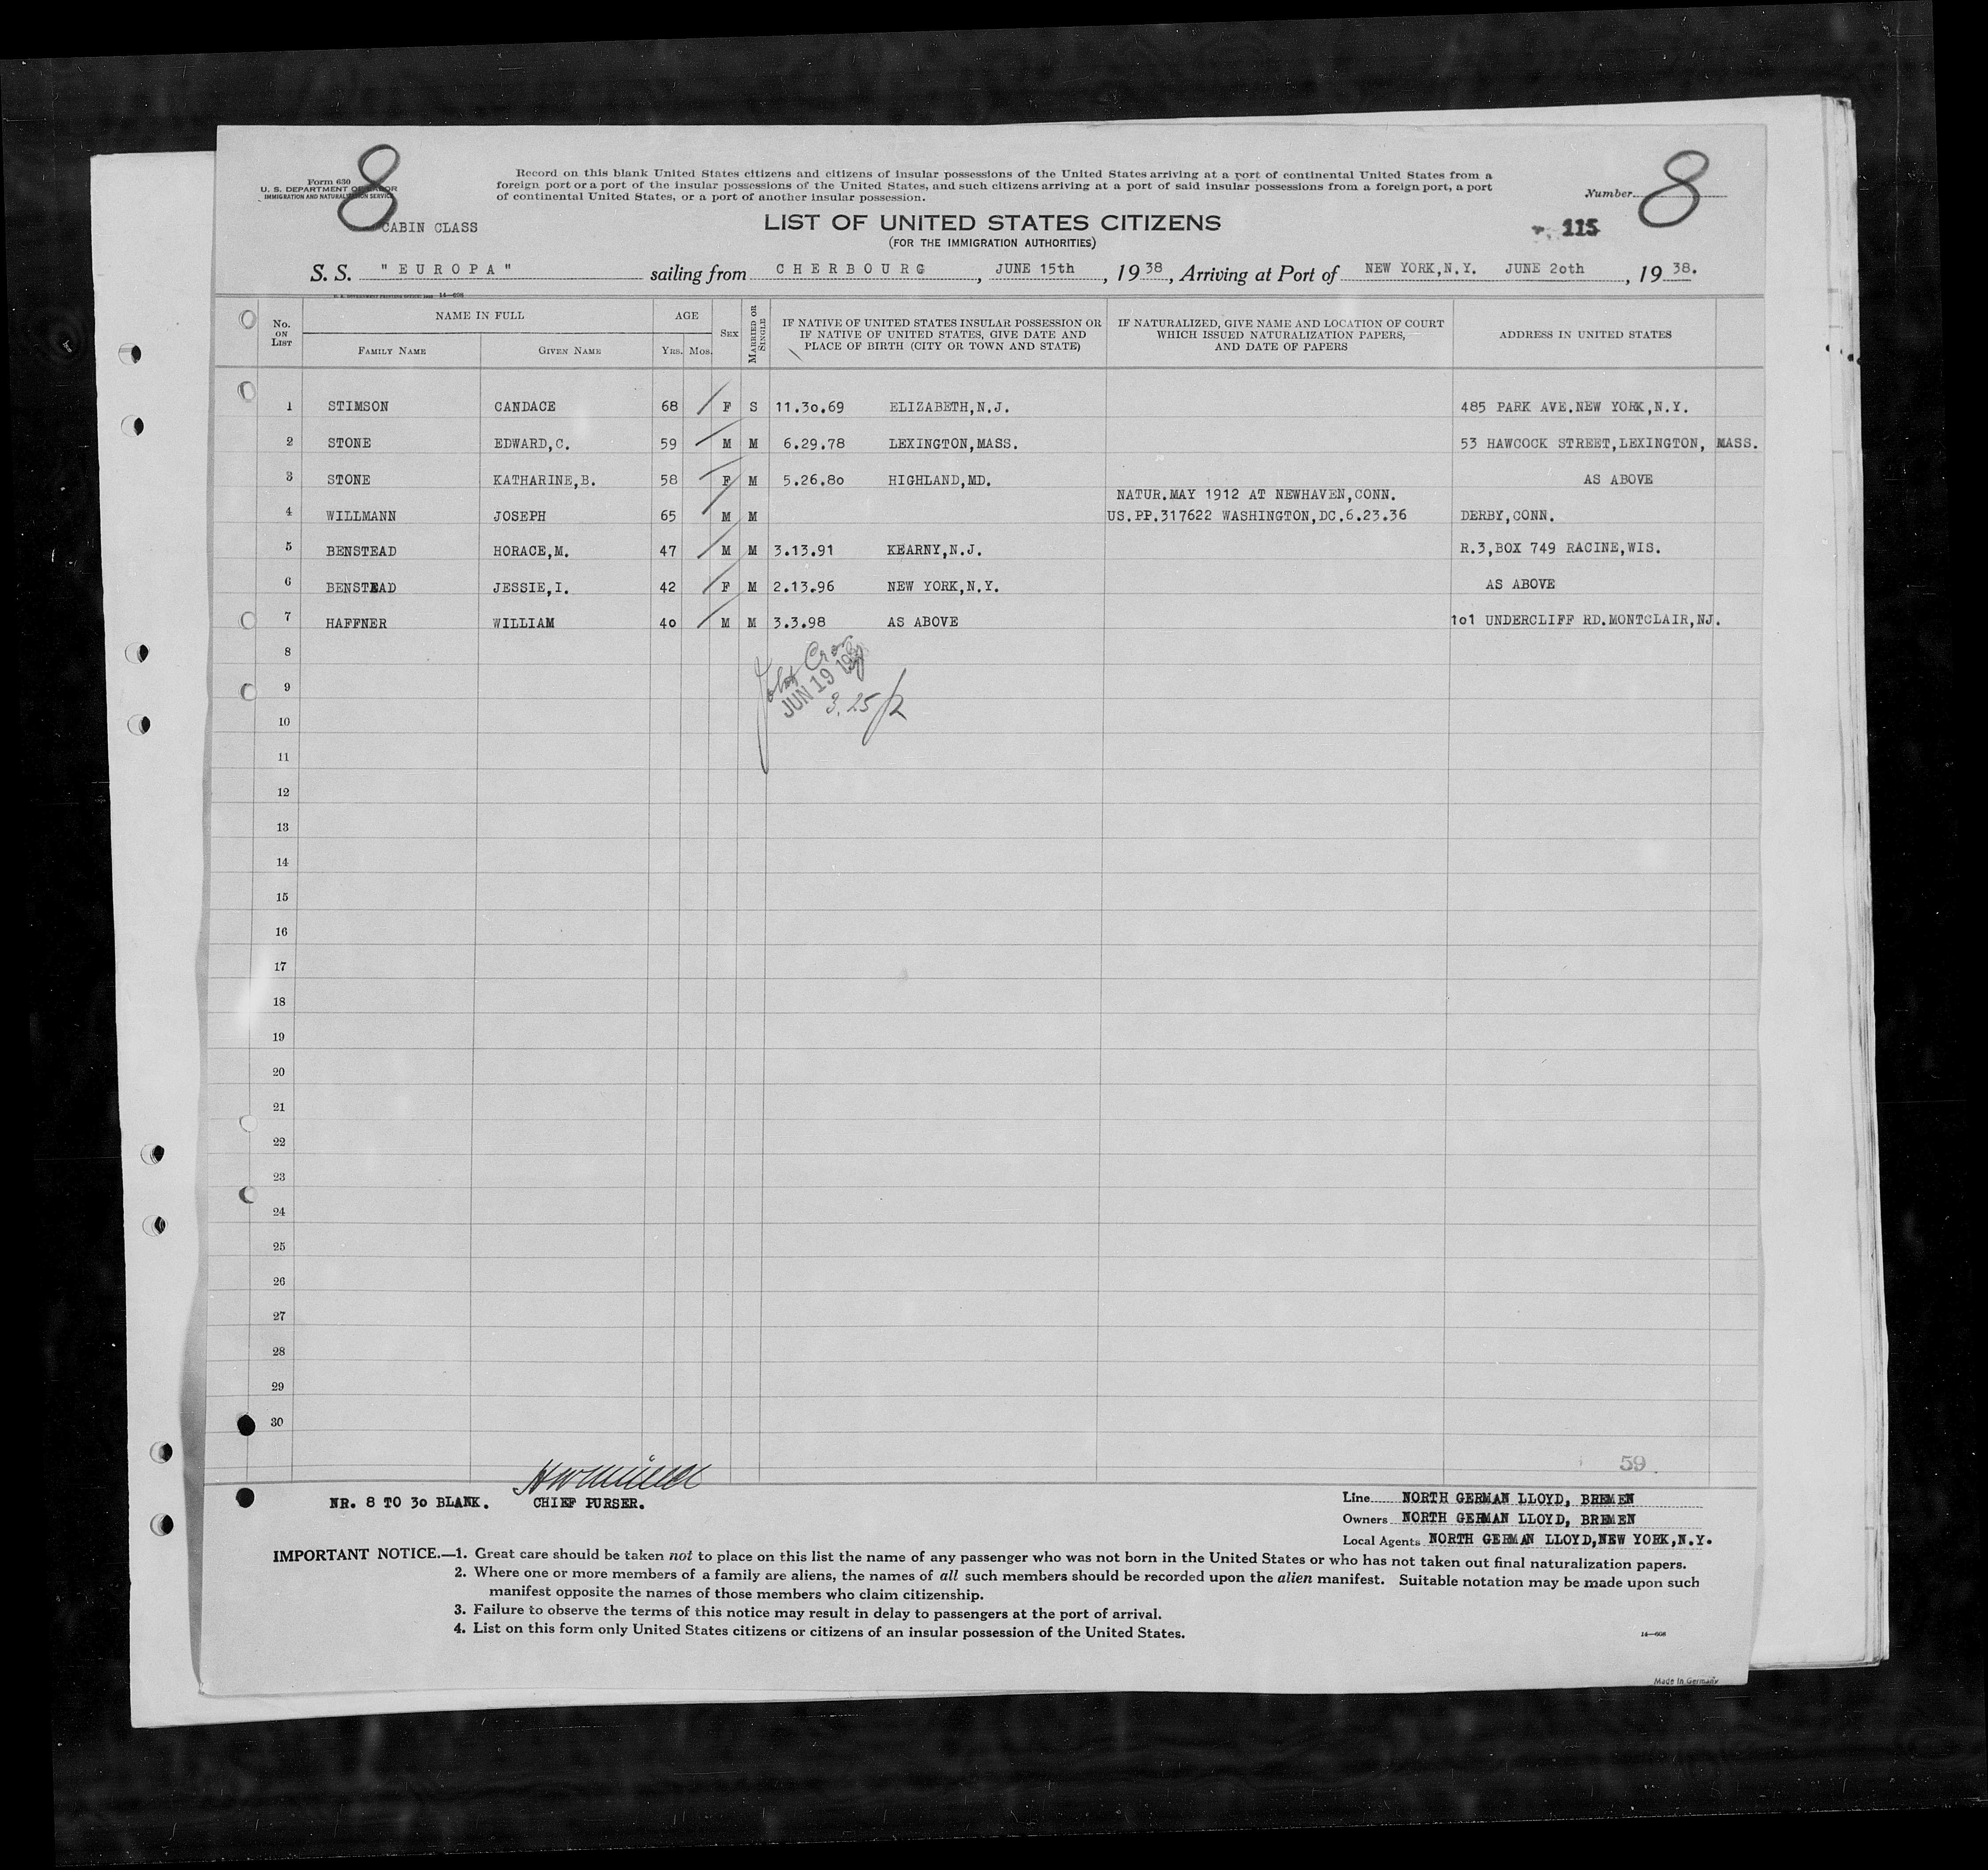 8
Form 630
U. S. DEPARTMENT OF LABOR
IMMIGRATION AND NATURALIZATION SERVICE
CABIN CLASS
Record on this blank United States citizens and citizens of insular possessions of the United States arriving at a port of continental United States from a
foreign port or a port of the insular possessions of the United States, and such citizens arriving at a port of said insular possessions from a foreign port, a port
of continental United States, or a port of another insular possession.
Number 8
LIST OF UNITED STATES CITIZENS
(FOR THE IMMIGRATION AUTHORITIES)
115
S. S. "EUROPA" sailing from CHERBOURG, JUNE 15th, 1938, Arriving at Port of NEW YORK,N.Y. JUNE 2oth, 1938.
14—608
No. ON LIST NAME IN FULL AGE SEX MARRIED OR SINGLE IF NATIVE OF UNITED STATES INSULAR POSSESSION OR IF NATIVE OF UNITED STATES, GIVE DATE AND PLACE OF BIRTH (CITY OR TOWN AND STATE) IF NATURALIZED, GIVE NAME AND LOCATION OF COURT WHICH ISSUED NATURALIZATION PAPERS, AND DATE OF PAPERS ADDRESS IN UNITED STATES
FAMILY NAME GIVEN NAME YRS. MOS.
1 STIMSON CANDACE 68 F S 11.3o.69 ELIZABETH,N.J. 485 PARK AVE.NEW YORK,N.Y.
2 STONE EDWARD,C. 59 M M 6.29.78 LEXINGTON,MASS. 53 HAWCOCK STREET,LEXINGTON, MASS.
3 STONE KATHARINE,B. 58 F M 5.26.8o HIGHLAND,MD. AS ABOVE
NATUR.MAY 1912 AT NEWHAVEN,CONN.
4 WILLMANN JOSEPH 65 M M US.PP.317622 WASHINGTON,DC.6.23.36 DERBY,CONN.
5 BENSTEAD HORACE,M. 47 M M 3.13.91 KEARNY,N.J. R.3,BOX 749 RACINE,WIS.
6 BENSTEAD JESSIE,I. 42 F M 2.13.96 NEW YORK,N.Y. AS ABOVE
7 HAFFNER WILLIAM 4o M M 3.3.98 AS ABOVE 1o1 UNDERCLIFF RD.MONTCLAIR,NJ.
8
JUN 19
9
10
11
12
13
14
15
16
17
18
19
20
21
22
23
24
25
26
27
28
29
30
59
NR. 8 TO 3o BLANK. CHIEF PURSER.
Line NORTH GERMAN LLOYD, BREMEN
Owners NORTH GERMAN LLOYD, BREMEN
Local Agents NORTH GERMAN LLOYD,NEW YORK,N.Y.
IMPORTANT NOTICE.—1. Great care should be taken not to place on this list the name of any passenger who was not born in the United States or who has not taken out final naturalization papers.
2. Where one or more members of a family are aliens, the names of all such members should be recorded upon the alien manifest. Suitable notation may be made upon such
manifest opposite the names of those members who claim citizenship.
3. Failure to observe the terms of this notice may result in delay to passengers at the port of arrival.
4. List on this form only United States citizens or citizens of an insular possession of the United States.
14—608
Made in Germany